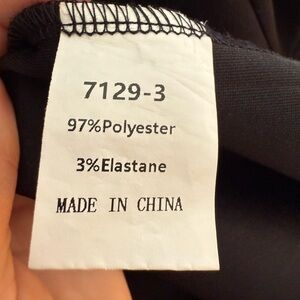 7129-3
97%Polyester
3%Elastane
MADE IN CHINA